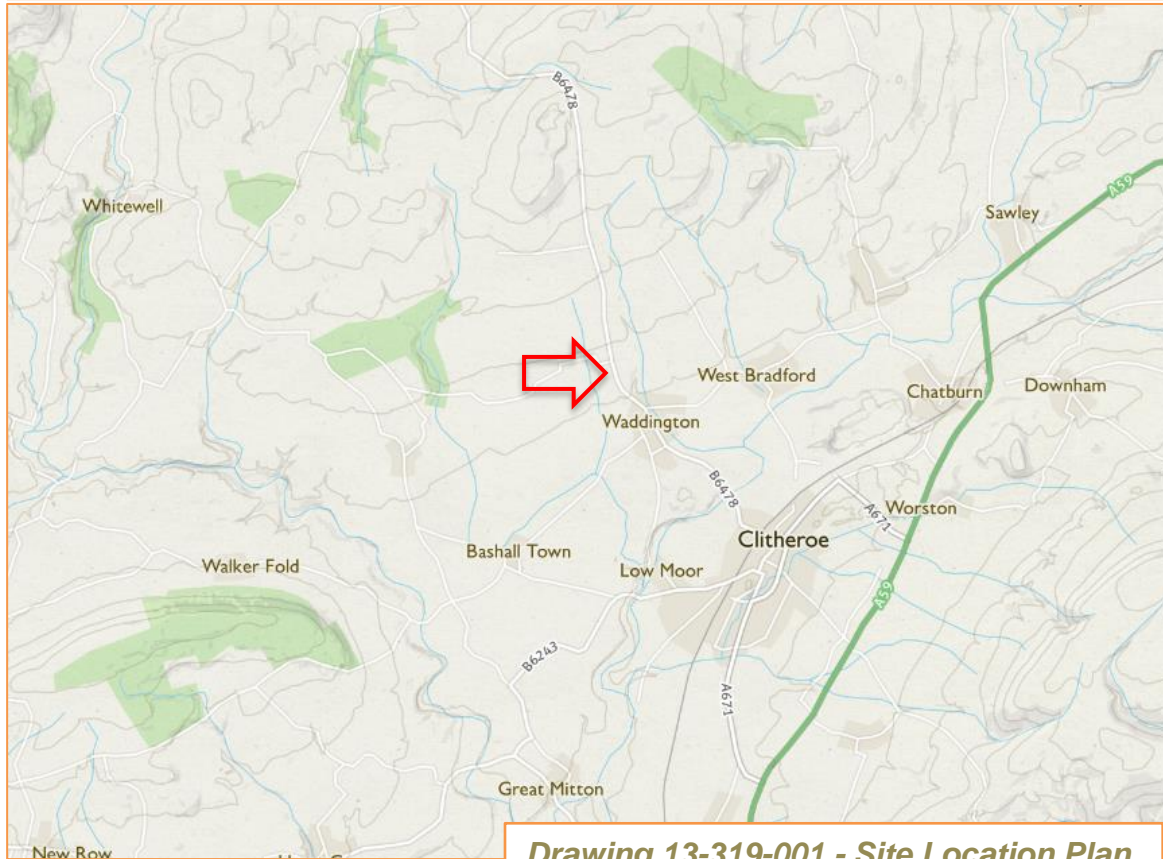 B6478
Whitewell
A59
Sawley
West Bradford
Chatburn
Downham
Waddington
B6478
Worston
A671
Clitheroe
Bashall Town
Low Moor
Walker Fold
A59
B6243
A671
Great Mitton
New Row
Drawing 13-319-001 - Site Location Plan